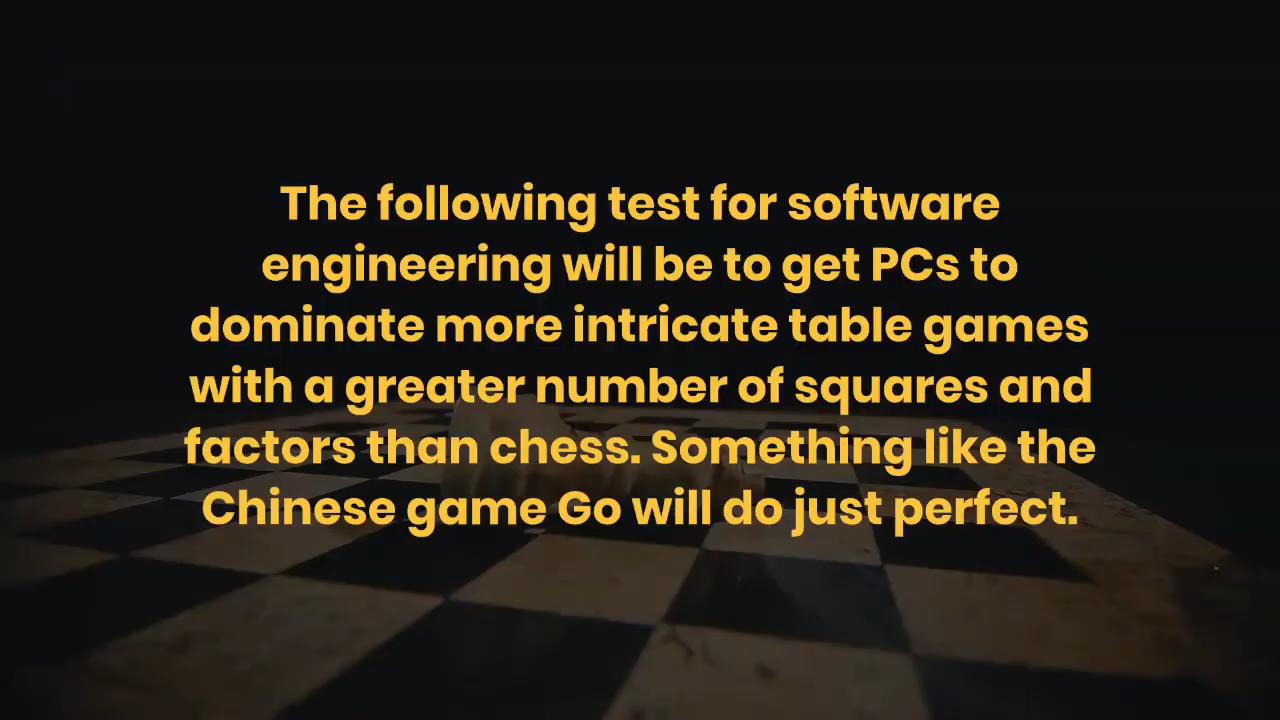 The following test for software
engineering will be to get PCs to
dominate more intricate table games
with a greater number of squares and
factors than chess. Something like the
Chinese game Go will do just perfect.